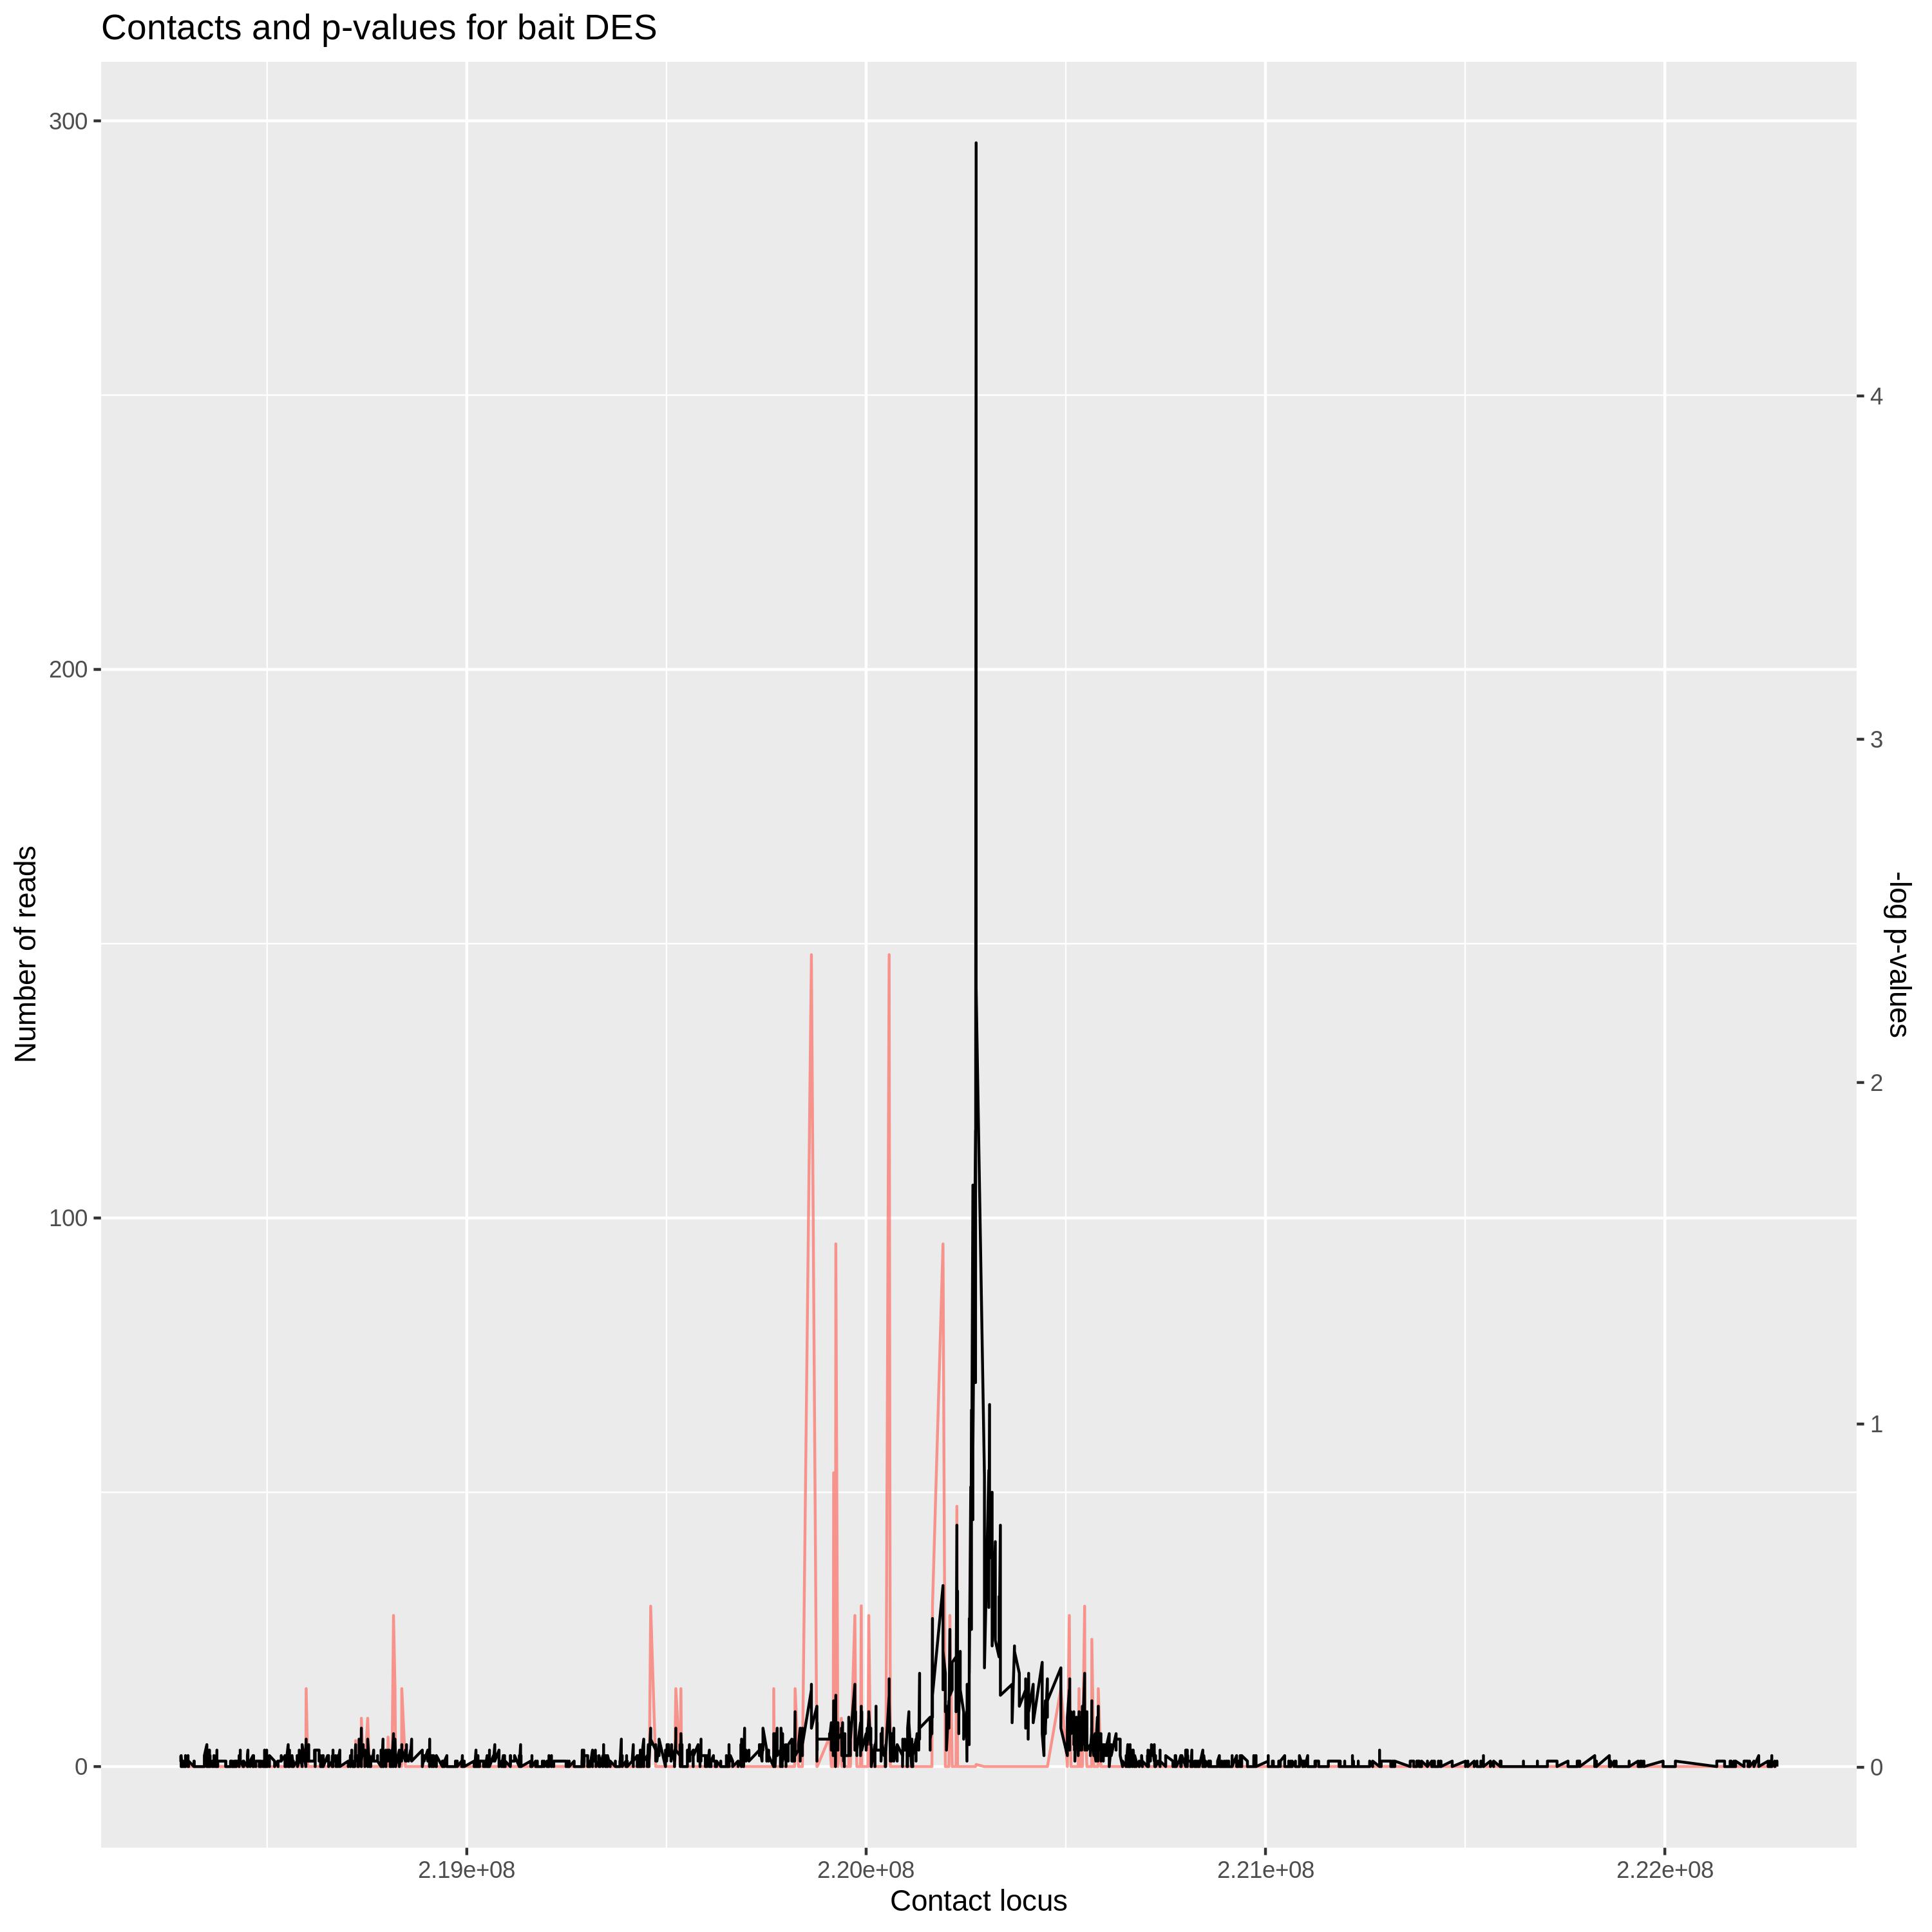 Contacts and p-values for bait DES
300
200
100
0
Number of reads
4
3
2
1
0
-log p-values
2.19e+08
2.20e+08
2.21e+08
2.22e+08
Contact locus